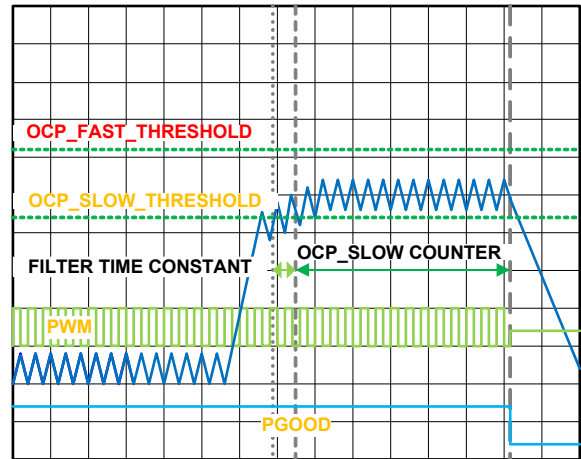 OCP_FAST_THRESHOLD
OCP_SLOW_THRESHOLD
FILTER TIME CONSTANT
OCP_SLOW COUNTER
PWM
PGOOD